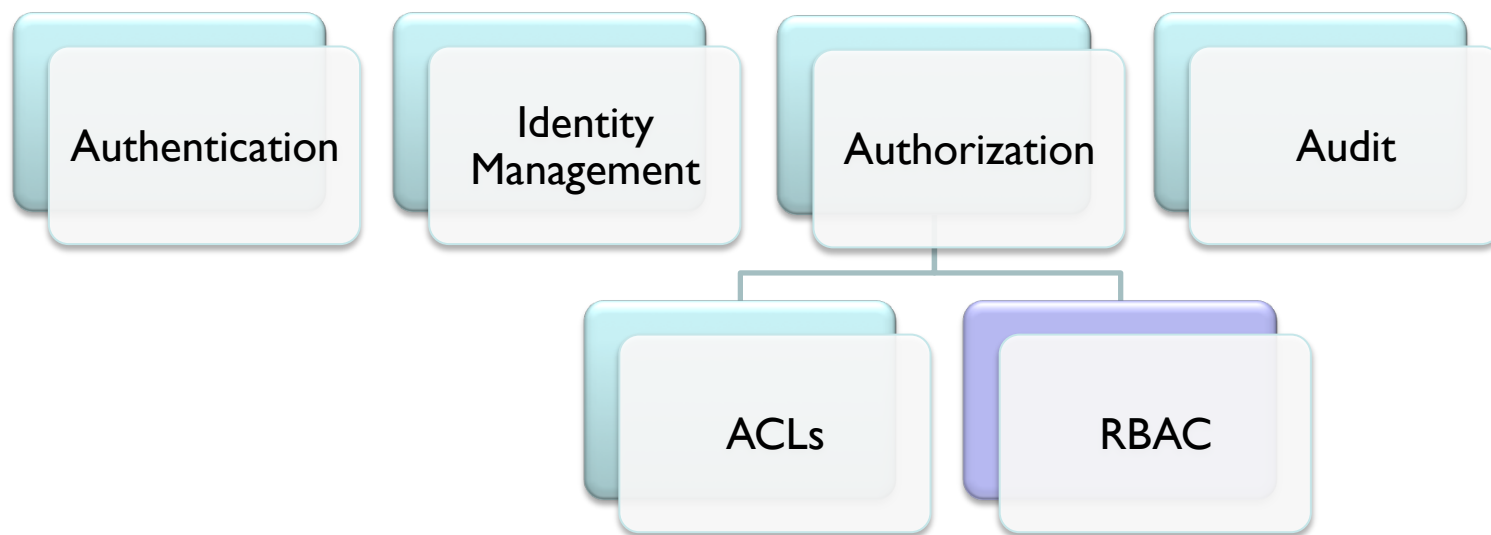 Authentication
Identity
Management
Authorization
Audit
ACLs
RBAC